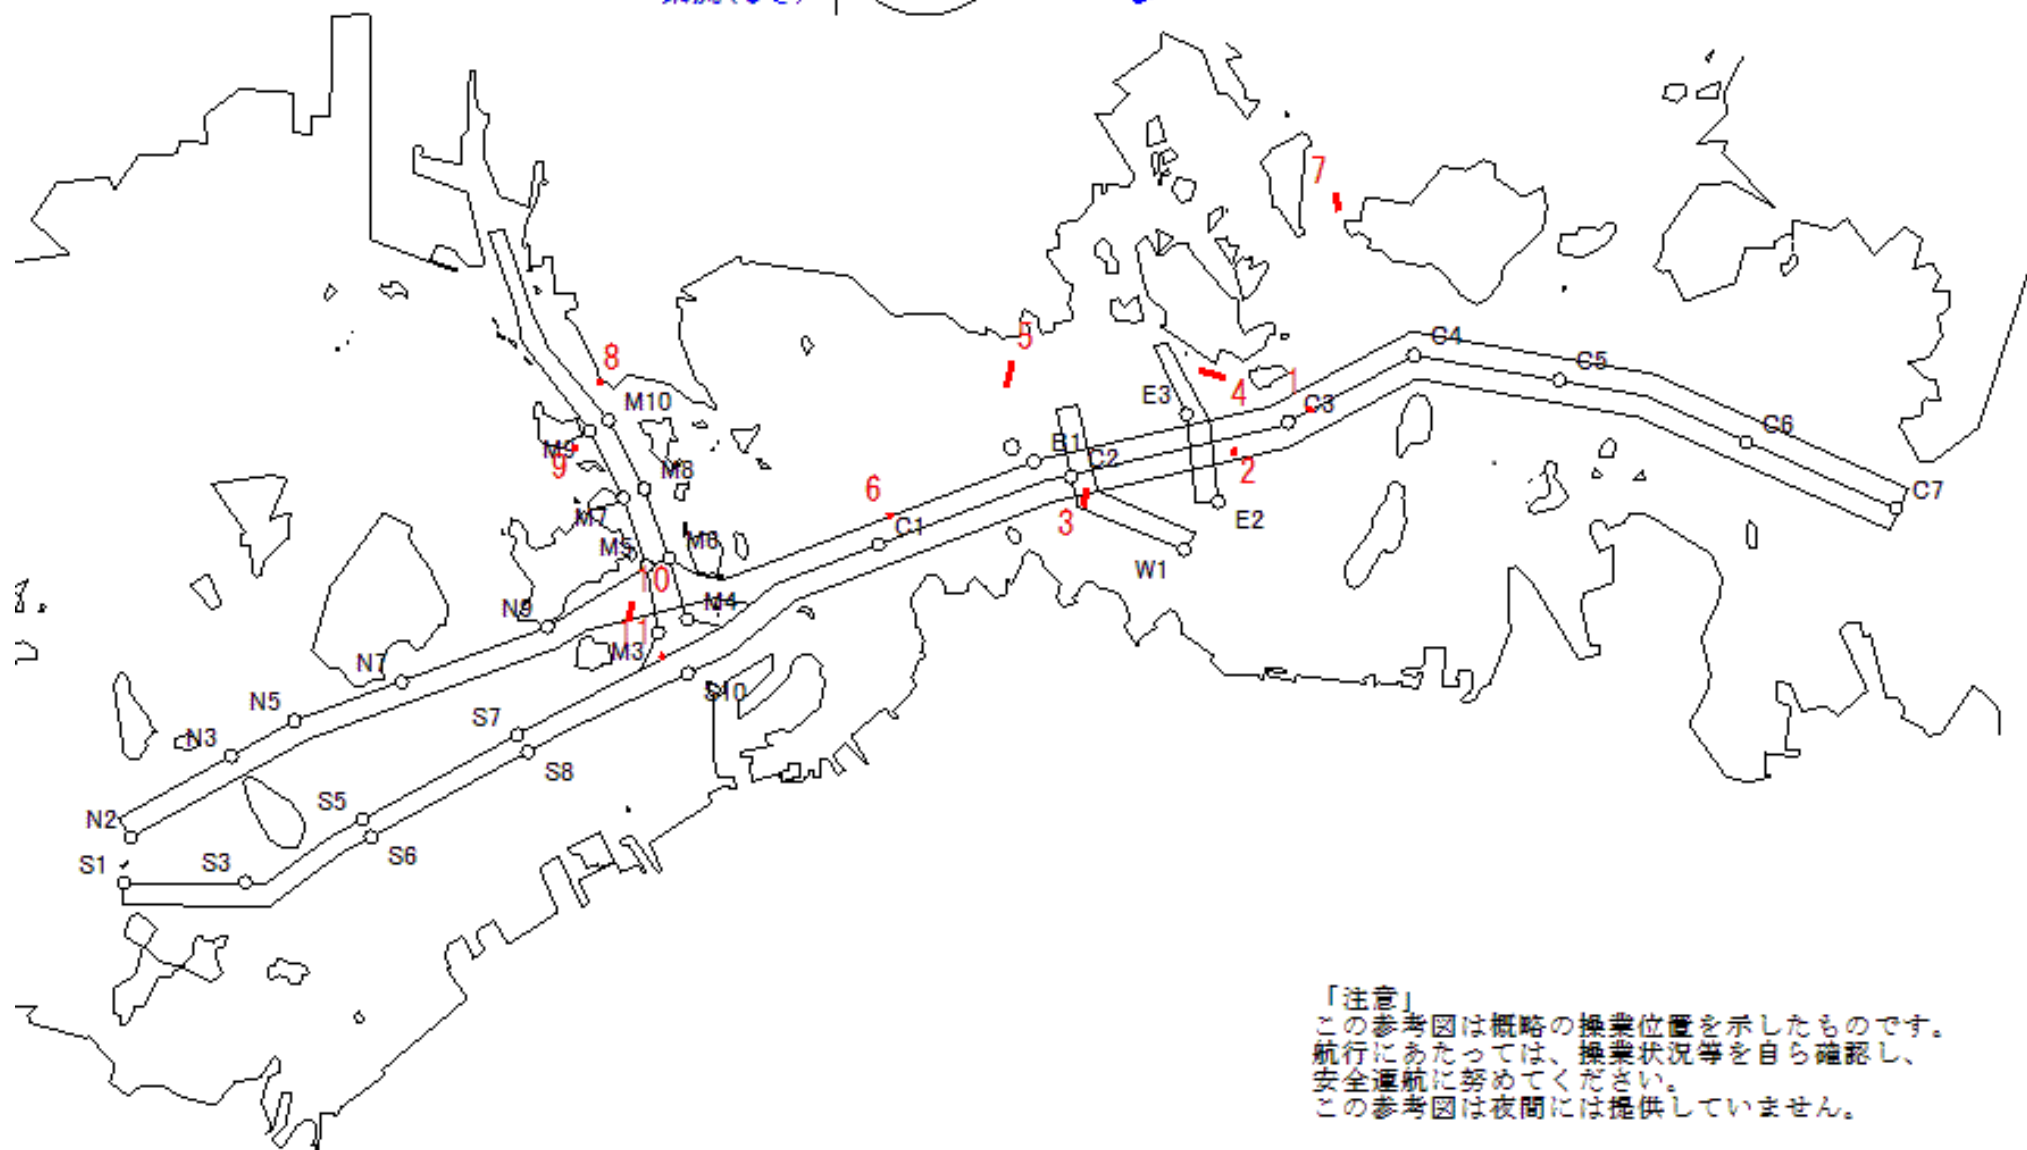 7
C4
5
8
C5
4
1
E3
M10
C3
B1
C6
M9
C2
9
M8
2
6
C7
3
M7
C1
E2
M6
M5
W1
10
N9
M4
11
M3
N7
S10
N5
S7
N3
S8
S5
N2
S6
S1
S3
「注意」
この参考図は概略の操業位置を示したものです。
航行にあたっては、操業状況等を自ら確認し、
安全運航に努めてください。
この参考図は夜間には提供していません。